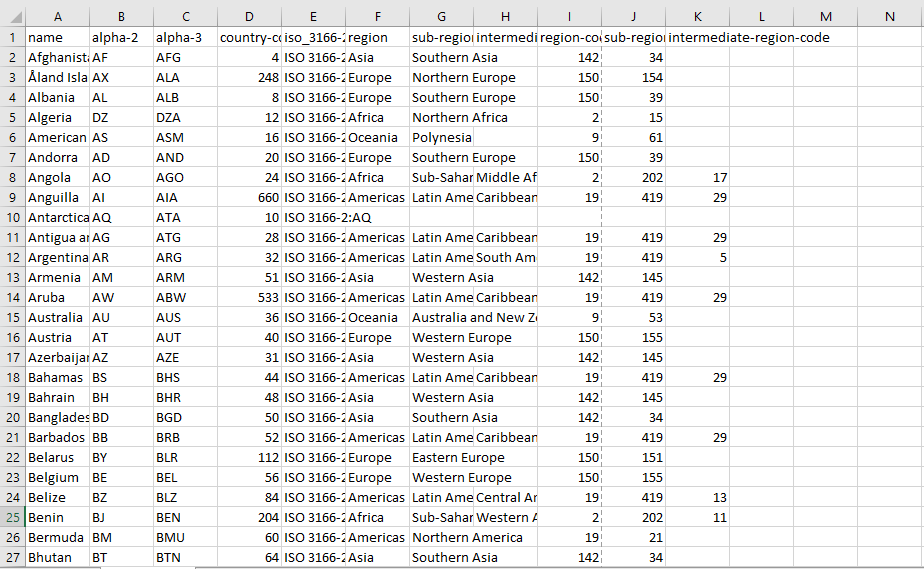 A B C D E F G H I J K L M N
1 name alpha-2 alpha-3 country-co iso_3166-2 region sub-region intermedi region-cod sub-region intermediate-region-code
2 Afghanista AF AFG 4 ISO 3166-2 Asia Southern Asia 142 34
3 Åland Isla AX ALA 248 ISO 3166-2 Europe Northern Europe 150 154
4 Albania AL ALB 8 ISO 3166-2 Europe Southern Europe 150 39
5 Algeria DZ DZA 12 ISO 3166-2 Africa Northern Africa 2 15
6 American AS ASM 16 ISO 3166-2 Oceania Polynesia 9 61
7 Andorra AD AND 20 ISO 3166-2 Europe Southern Europe 150 39
8 Angola AO AGO 24 ISO 3166-2 Africa Sub-Sahar Middle Af 2 202 17
9 Anguilla AI AIA 660 ISO 3166-2 Americas Latin Ame Caribbean 19 419 29
10 Antarctica AQ ATA 10 ISO 3166-2:AQ
11 Antigua an AG ATG 28 ISO 3166-2 Americas Latin Ame Caribbean 19 419 29
12 Argentina AR ARG 32 ISO 3166-2 Americas Latin Ame South Am 19 419 5
13 Armenia AM ARM 51 ISO 3166-2 Asia Western Asia 142 145
14 Aruba AW ABW 533 ISO 3166-2 Americas Latin Ame Caribbean 19 419 29
15 Australia AU AUS 36 ISO 3166-2 Oceania Australia and New Ze 9 53
16 Austria AT AUT 40 ISO 3166-2 Europe Western Europe 150 155
17 Azerbaijan AZ AZE 31 ISO 3166-2 Asia Western Asia 142 145
18 Bahamas BS BHS 44 ISO 3166-2 Americas Latin Ame Caribbean 19 419 29
19 Bahrain BH BHR 48 ISO 3166-2 Asia Western Asia 142 145
20 Banglades BD BGD 50 ISO 3166-2 Asia Southern Asia 142 34
21 Barbados BB BRB 52 ISO 3166-2 Americas Latin Ame Caribbean 19 419 29
22 Belarus BY BLR 112 ISO 3166-2 Europe Eastern Europe 150 151
23 Belgium BE BEL 56 ISO 3166-2 Europe Western Europe 150 155
24 Belize BZ BLZ 84 ISO 3166-2 Americas Latin Ame Central Am 19 419 13
25 Benin BJ BEN 204 ISO 3166-2 Africa Sub-Sahar Western A 2 202 11
26 Bermuda BM BMU 60 ISO 3166-2 Americas Northern America 19 21
27 Bhutan BT BTN 64 ISO 3166-2 Asia Southern Asia 142 34